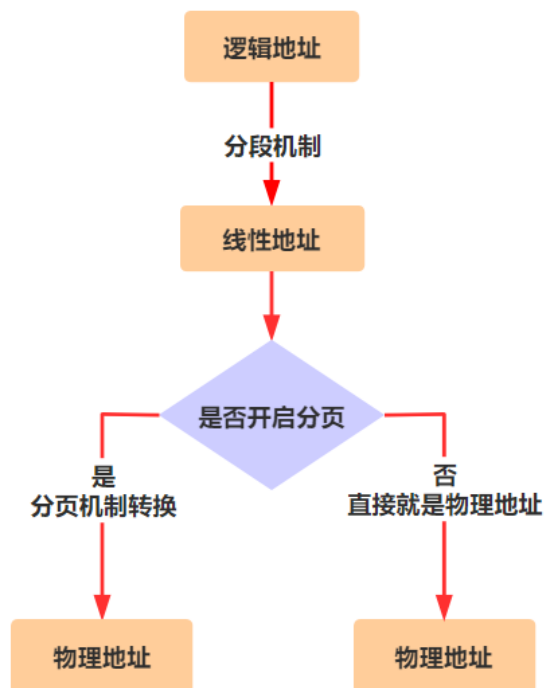 逻辑地址
分段机制
线性地址
是否开启分页
是
分页机制转换
否
直接就是物理地址
物理地址
物理地址